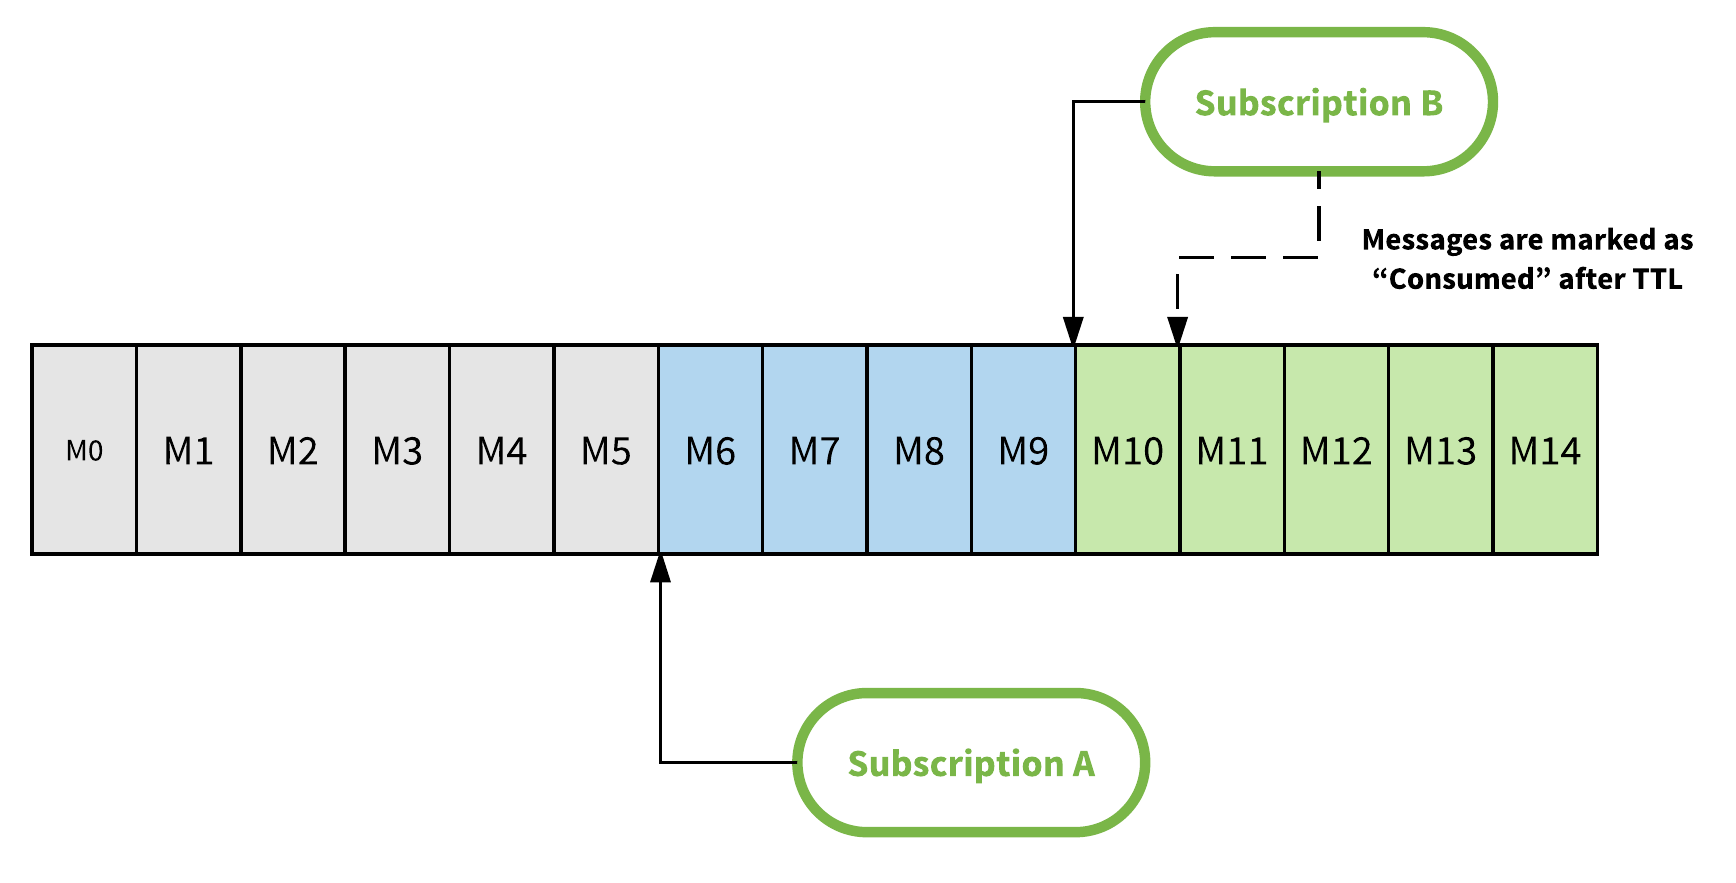 Subscription B
Messages are marked as
“Consumed” after TTL
M0 M1 M2 M3 M4 M5 M6 M7 M8 M9 M10 M11 M12 M13 M14
Subscription A